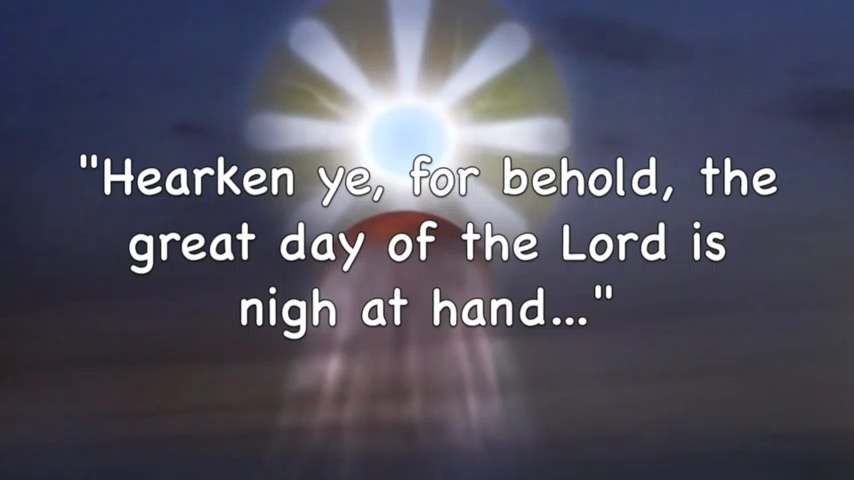 "Hearken ye, for behold, the
great day of the Lord is
nigh at hand..."